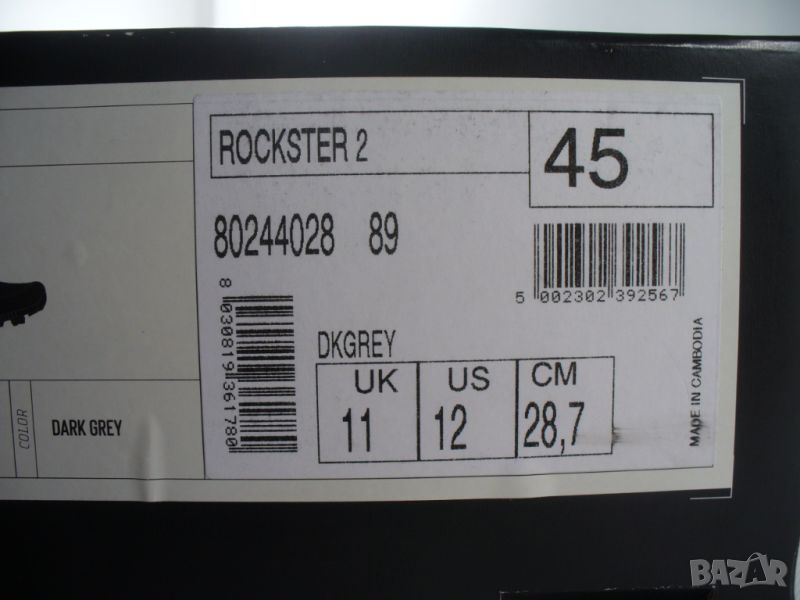 ROCKSTER 2
45
80244028 89
5 002302 392567
8 030819 361780
DKGREY
UK US CM
11 12 28,7
MADE IN CAMBODIA
COLOR
DARK GREY
BAZAR